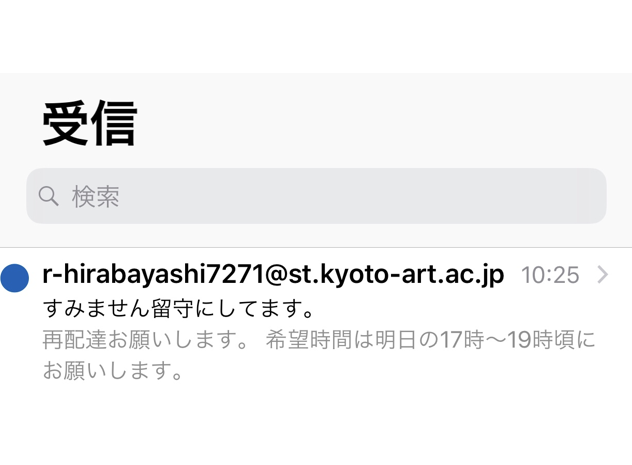 受信
検索
r-hirabayashi7271@st.kyoto-art.ac.jp 10:25
すみません留守にしてます。
再配達お願いします。 希望時間は明日の17時〜19時頃に
お願いします。